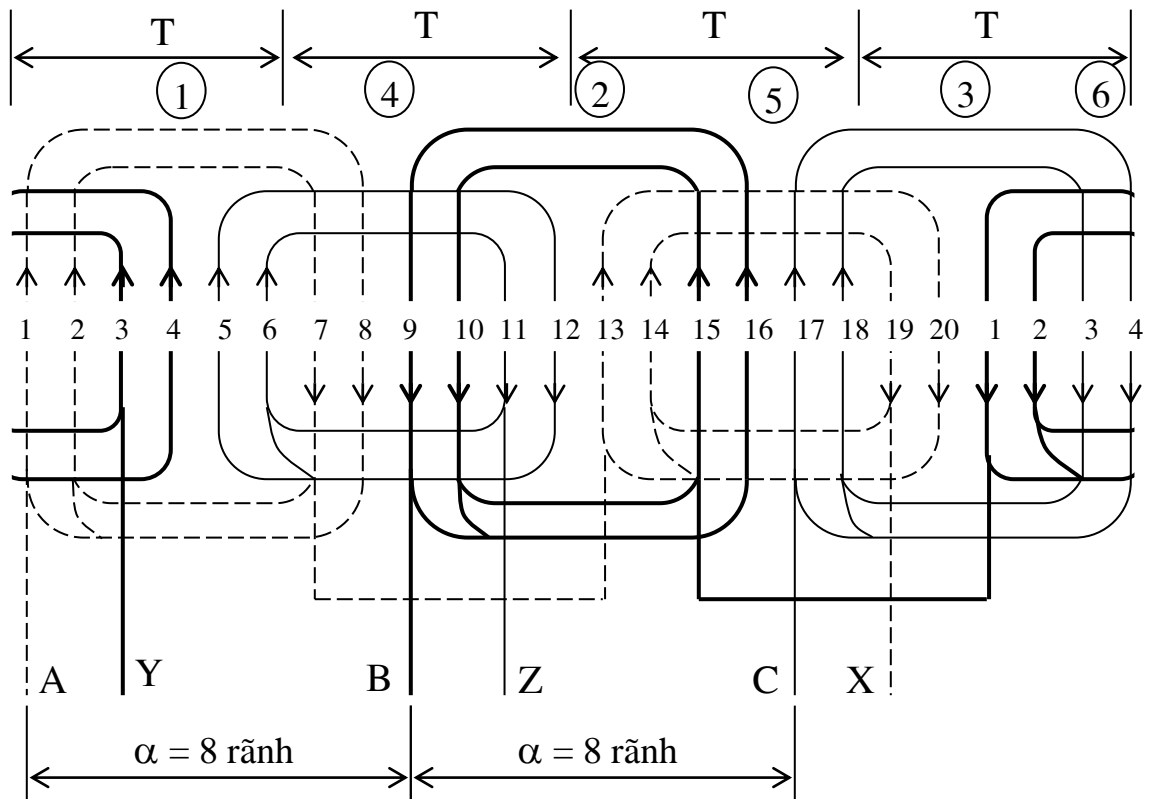 T T T T
1 4 2 5 3 6
1 2 3 4 5 6 7 8 9 10 11 12 13 14 15 16 17 18 19 20 1 2 3 4
A Y B Z C X
α = 8 rãnh α = 8 rãnh